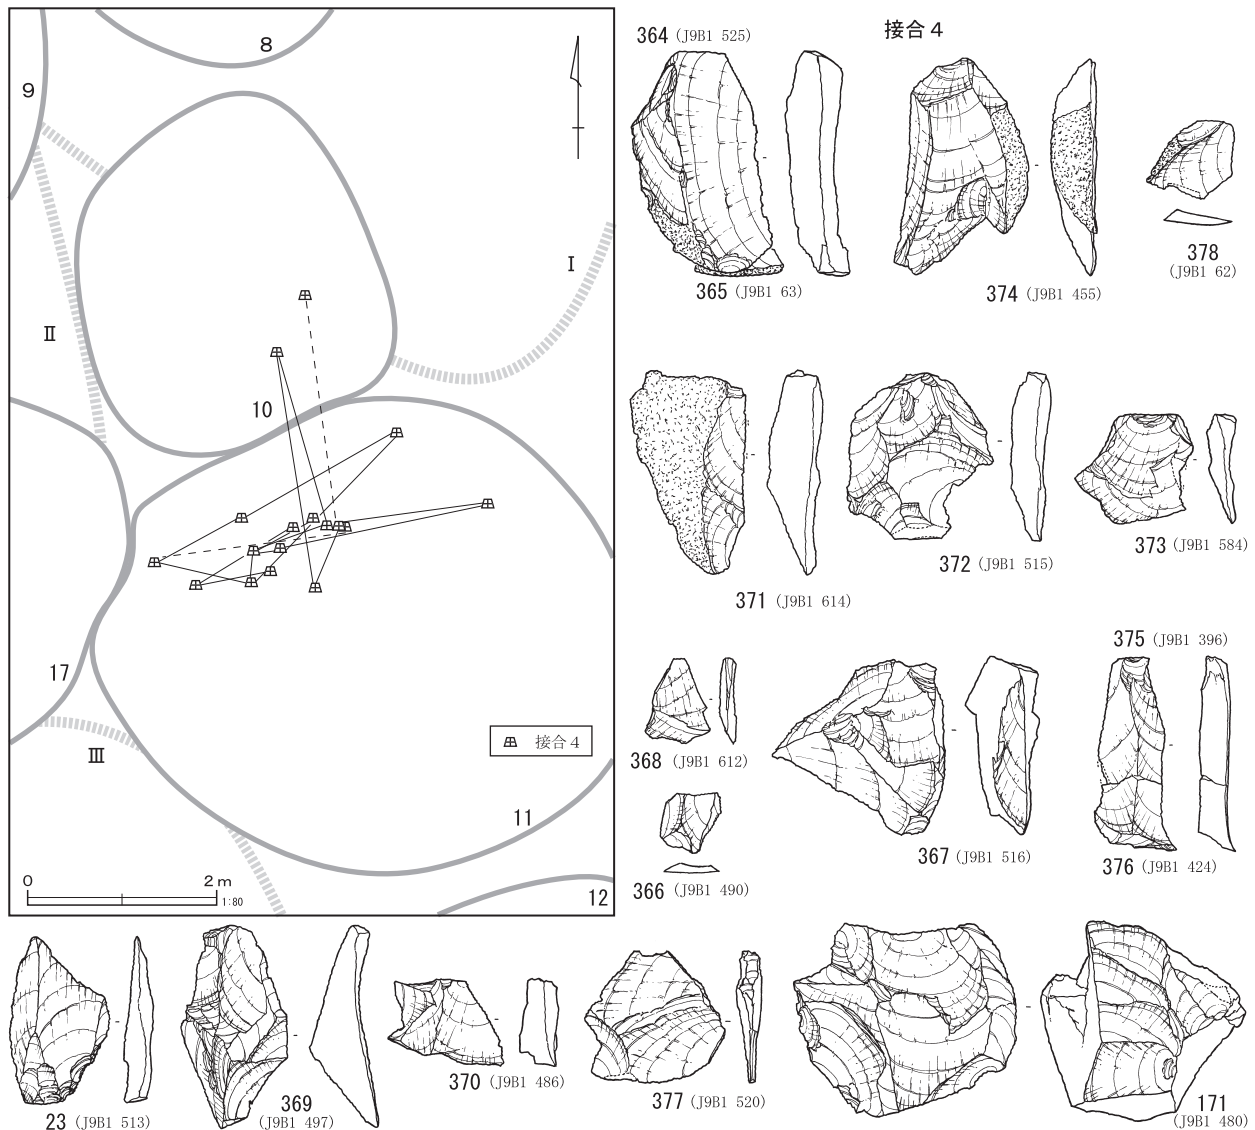 8
9
I
II
10
17
III
接合4
11
12
0 2m
1:80
接合4
364 (J9B1 525)
365 (J9B1 63)
374 (J9B1 455)
378
(J9B1 62)
371 (J9B1 614)
372 (J9B1 515)
373 (J9B1 584)
375 (J9B1 396)
368 (J9B1 612)
366 (J9B1 490)
367 (J9B1 516)
376 (J9B1 424)
23 (J9B1 513)
369
(J9B1 497)
370 (J9B1 486)
377 (J9B1 520)
171
(J9B1 480)